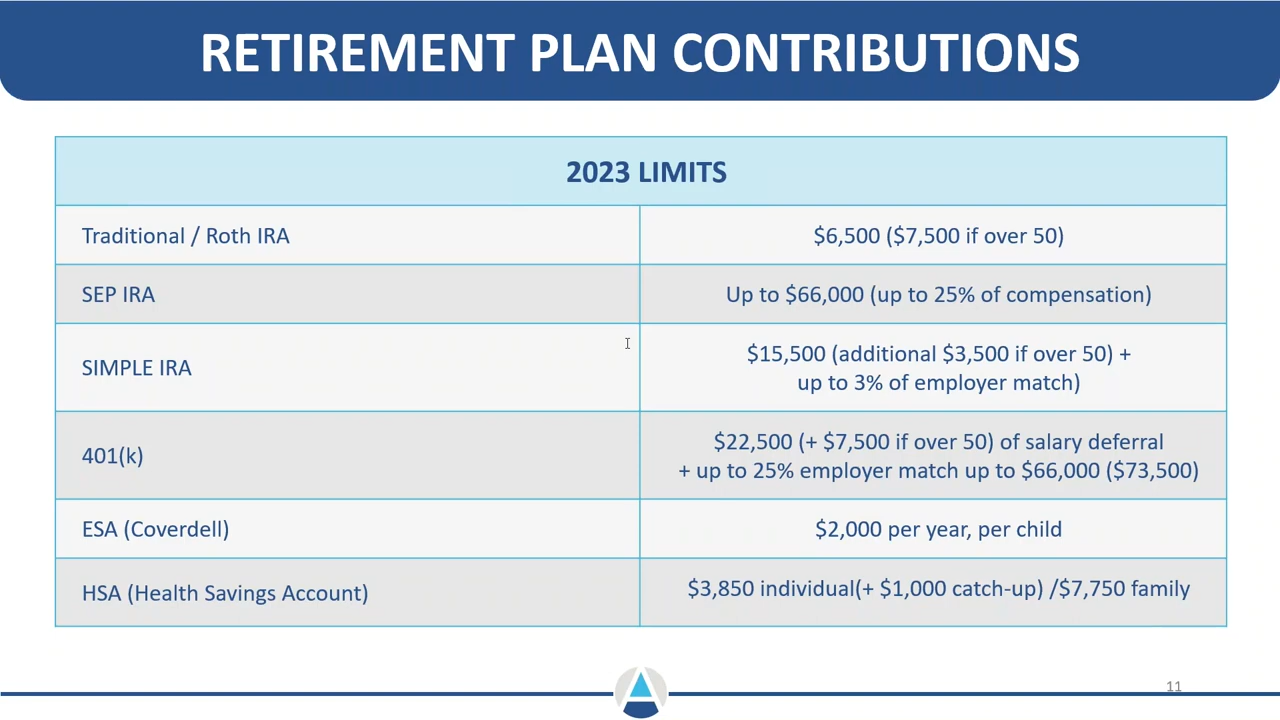 RETIREMENT PLAN CONTRIBUTIONS
2023 LIMITS
Traditional / Roth IRA
$6,500 ($7,500 if over 50)
SEP IRA
Up to $66,000 (up to 25% of compensation)
SIMPLE IRA
$15,500 (additional $3,500 if over 50) +
up to 3% of employer match)
401(k)
$22,500 (+ $7,500 if over 50) of salary deferral
+ up to 25% employer match up to $66,000 ($73,500)
ESA (Coverdell)
$2,000 per year, per child
HSA (Health Savings Account)
$3,850 individual(+ $1,000 catch-up) /$7,750 family
11